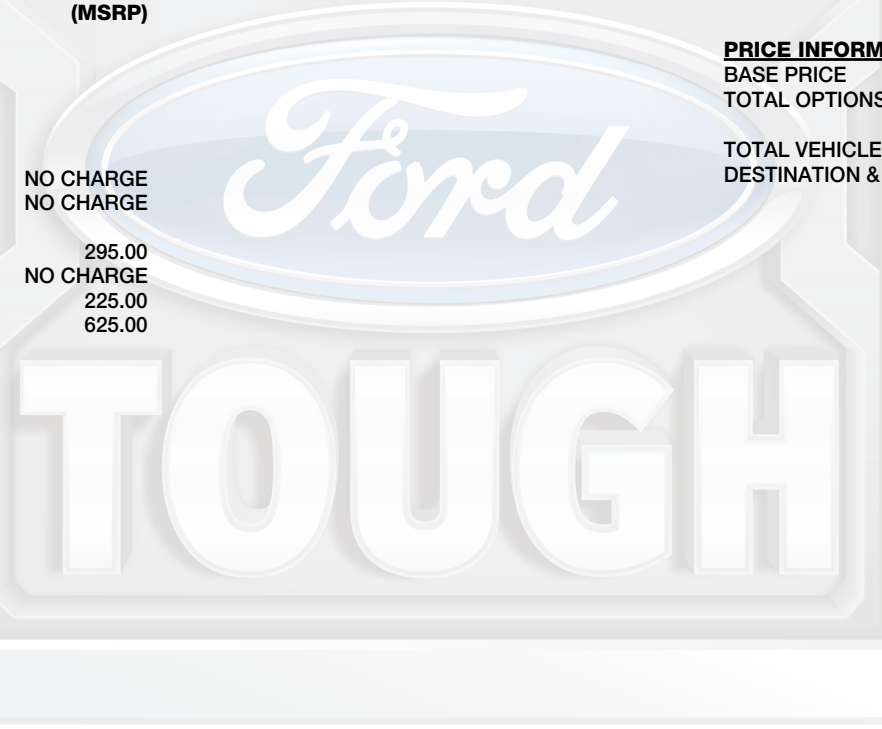 (MSRP)
NO CHARGE
NO CHARGE
295.00
NO CHARGE
225.00
625.00
PRICE INFORM
BASE PRICE
TOTAL OPTIONS
TOTAL VEHICLE
DESTINATION &
Ford
TOUGH